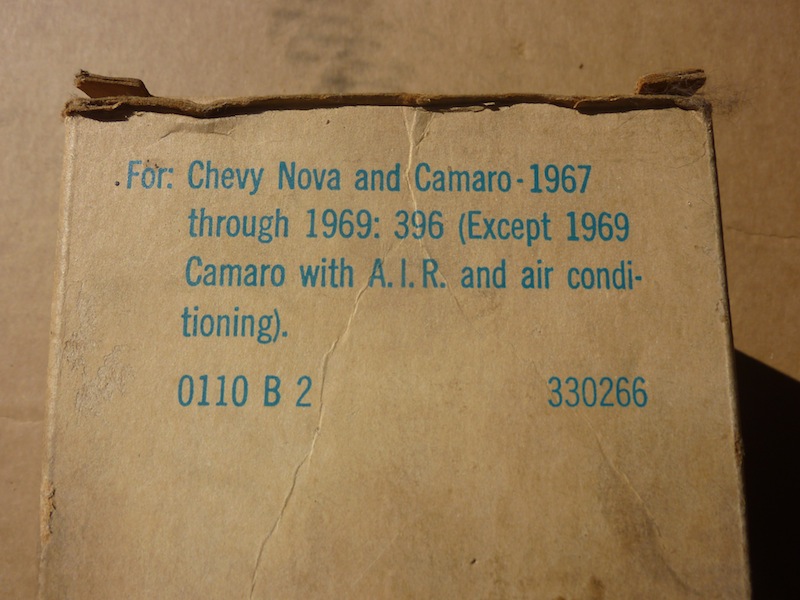 For: Chevy Nova and Camaro-1967
through 1969: 396 (Except 1969
Camaro with A.I.R. and air condi-
tioning).
0110 B 2 330266